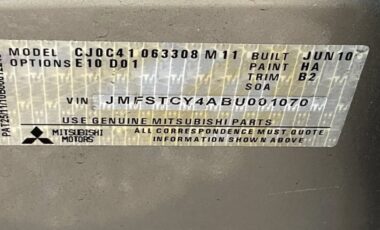 MODEL CJ0C41 063308 M11 BUILT JUN10
OPTIONS E10 D01 PAINT HA
TRIM B2
SOA
VIN JMFSTCY4ABU001070
USE GENUINE MITSUBISHI PARTS
MITSUBISHI MOTORS
ALL CORRESPONDENCE MUST QUOTE
INFORMATION SHOWN ABOVE